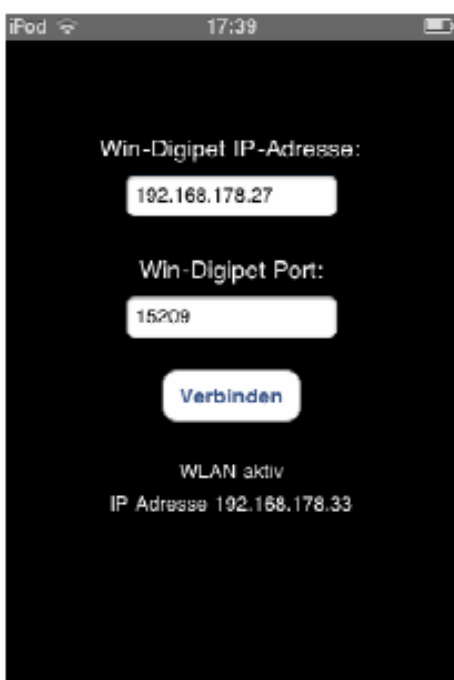 iPod 17:39
Win-Digipet IP-Adresse:
192.168.178.27
Win-Digipet Port:
15209
Verbinden
WLAN aktiv
IP Adresse 192.168.178.33